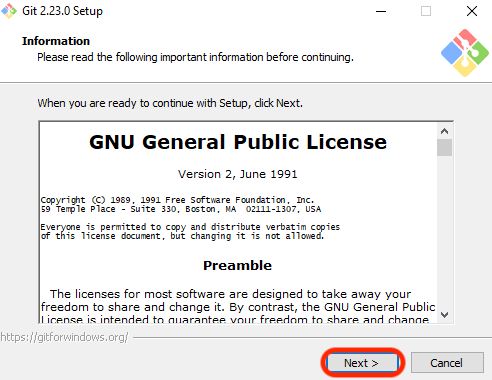 Git 2.23.0 Setup
Information
Please read the following important information before continuing.
When you are ready to continue with Setup, click Next.
GNU General Public License
Version 2, June 1991
Copyright (C) 1989, 1991 Free Software Foundation, Inc.
59 Temple Place - Suite 330, Boston, MA  02111-1307, USA
Everyone is permitted to copy and distribute verbatim copies
of this license document, but changing it is not allowed.
Preamble
The licenses for most software are designed to take away your
freedom to share and change it. By contrast, the GNU General Public
License is intended to guarantee your freedom to share and change
https://gitforwindows.org/
Next >
Cancel